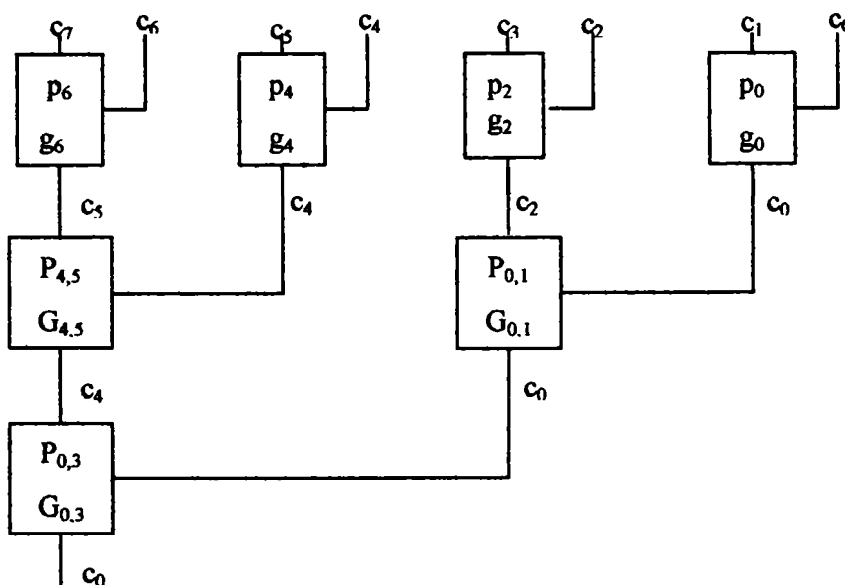 c₇ c₆ c₅ c₄ c₃ c₂ c₁
p₆ p₄ p₂ p₀
g₆ g₄ g₂ g₀
c₅ c₄ c₂ c₀
P₄,₅ P₀,₁
G₄,₅ G₀,₁
c₄ c₀
P₀,₃
G₀,₃
c₀